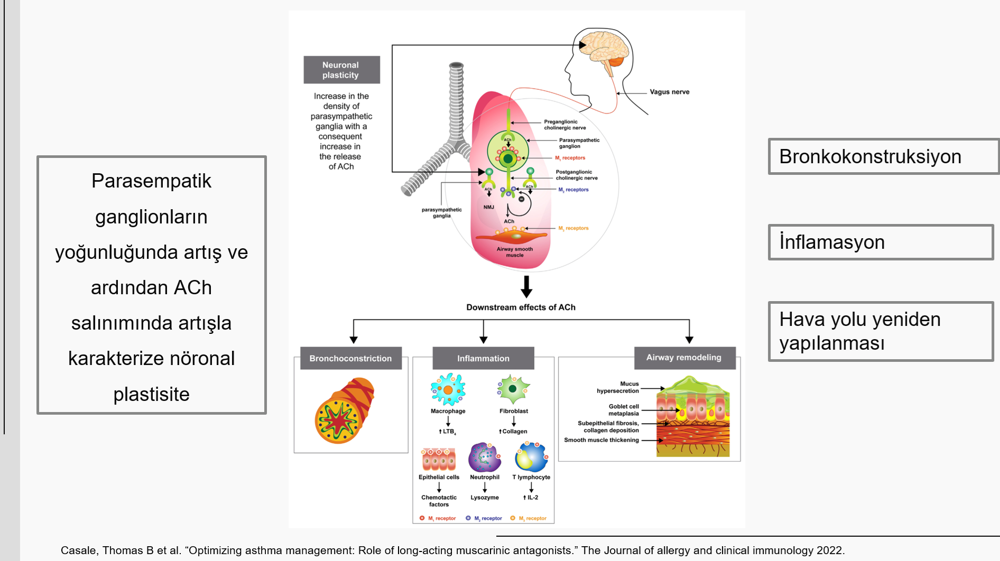 Parasempatik
ganglionların
yoğunluğunda artış ve
ardından ACh
salınımında artışla
karakterize nöronal
plastisite
Neuronal
plasticity
Increase in the
density of
parasympathetic
ganglia with a
consequent
increase in
the release
of ACh
Vagus nerve
Preganglionic
cholinergic nerve
ACh
Parasympathetic
ganglion
M₁ receptors
Postganglionic
cholinergic nerve
ACh
ACh
M₂ receptors
NMJ
parasympathetic
ganglia
ACh
M₃ receptors
Airway smooth
muscle
Downstream effects of ACh
Bronchoconstriction
Inflammation
Macrophage
↑ LTB₄
Fibroblast
↑ Collagen
Epithelial cells
Chemotactic
factors
Neutrophil
Lysozyme
T lymphocyte
↑ IL-2
M₁ receptor
M₂ receptor
M₃ receptor
Airway remodeling
Mucus
hypersecretion
Goblet cell
metaplasia
Subepithelial fibrosis,
collagen deposition
Smooth muscle thickening
Bronkokonstruksiyon
İnflamasyon
Hava yolu yeniden
yapılanması
Casale, Thomas B et al. “Optimizing asthma management: Role of long-acting muscarinic antagonists.” The Journal of allergy and clinical immunology 2022.